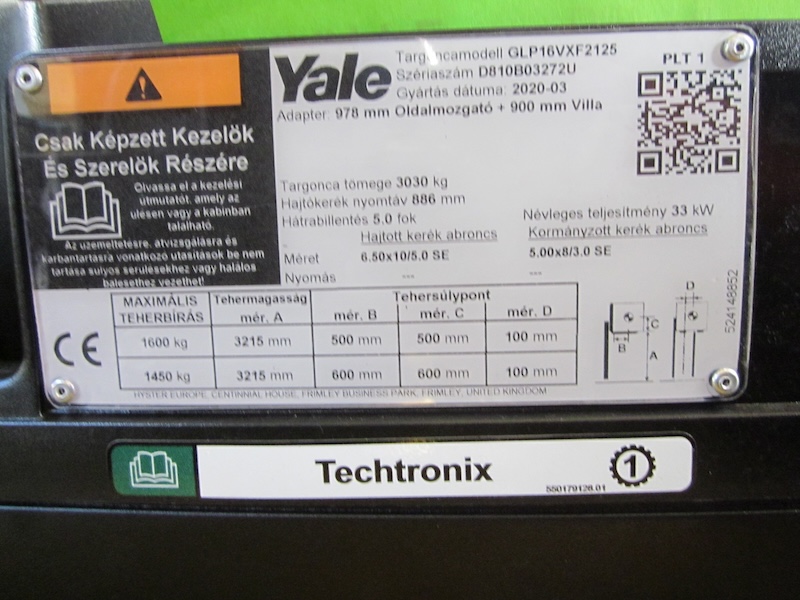 Yale
Targoncamodell GLP16VXF2125
Szériaszám D810B03272U
Gyártás dátuma: 2020-03
Adapter: 978 mm Oldalmozgató + 900 mm Villa
PLT 1
Csak Képzett Kezelök
És Szerelök Részére
Olvassa el a kezelési
útmutatót, amely az
ülésen vagy a kabinban
található.
Az üzemeltetésre, átvizsgálásra és
karbantartásra vonatkozó utasítások be nem
tartása súlyos sérülésekhez vagy halálos
balesethez vezethet!
Targonca tömege 3030 kg
Hajtókerék nyomtáv 886 mm
Hátrabillentés 5.0 fok
Névleges teljesítmény 33 kW
Hajtott kerék abroncs Kormányzott kerék abroncs
Méret 6.50x10/5.0 SE 5.00x8/3.0 SE
Nyomás --- ---
MAXIMÁLIS TEHERBÍRÁS
Tehermagasság mér. A
Tehersúlypont
mér. B mér. C mér. D
1600 kg 3215 mm 500 mm 500 mm 100 mm
1450 kg 3215 mm 600 mm 600 mm 100 mm
CE
D
C
B
A
524148852
HYSTER EUROPE, CENTENNIAL HOUSE, FRIMLEY BUSINESS PARK, FRIMLEY, UNITED KINGDOM
Techtronix
550179128.01
1